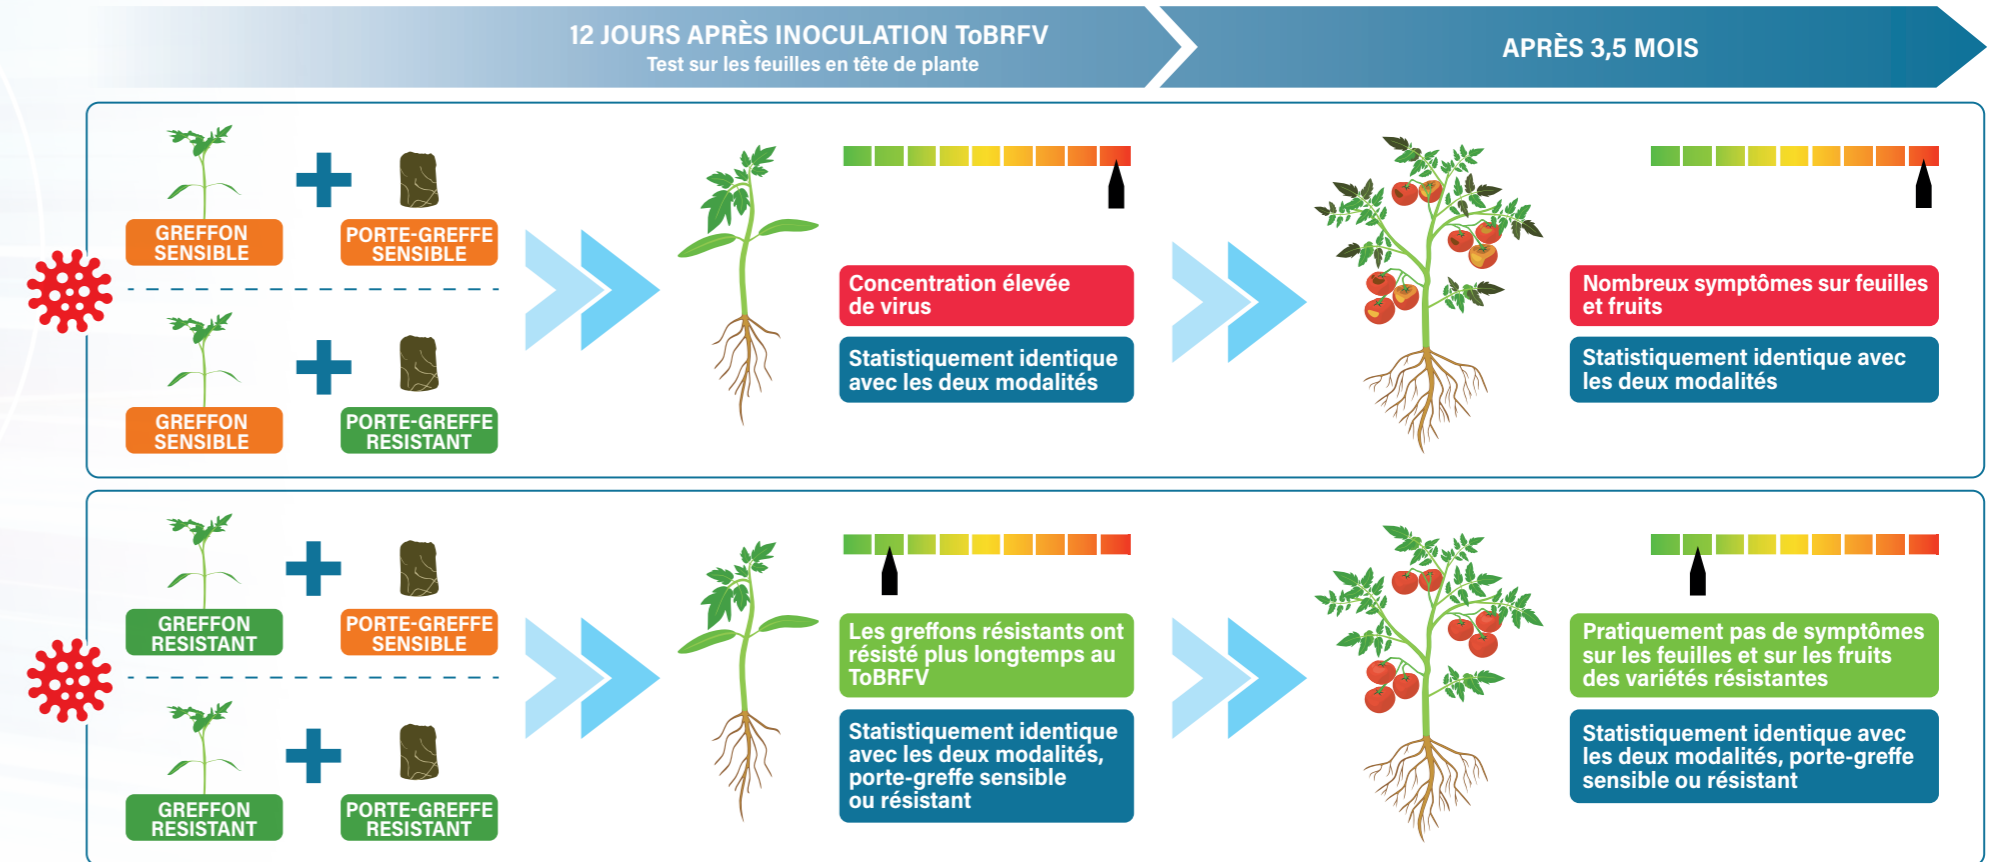 12 JOURS APRÈS INOCULATION ToBRFV
Test sur les feuilles en tête de plante
APRÈS 3,5 MOIS
GREFFON
SENSIBLE
PORTE-GREFFE
SENSIBLE
GREFFON
SENSIBLE
PORTE-GREFFE
RESISTANT
Concentration élevée
de virus
Statistiquement identique
avec les deux modalités
Nombreux symptômes sur feuilles
et fruits
Statistiquement identique avec
les deux modalités
GREFFON
RESISTANT
PORTE-GREFFE
SENSIBLE
GREFFON
RESISTANT
PORTE-GREFFE
RESISTANT
Les greffons résistants ont
résisté plus longtemps au
ToBRFV
Statistiquement identique
avec les deux modalités,
porte-greffe sensible
ou résistant
Pratiquement pas de symptômes
sur les feuilles et sur les fruits
des variétés résistantes
Statistiquement identique avec
les deux modalités, porte-greffe
sensible ou résistant